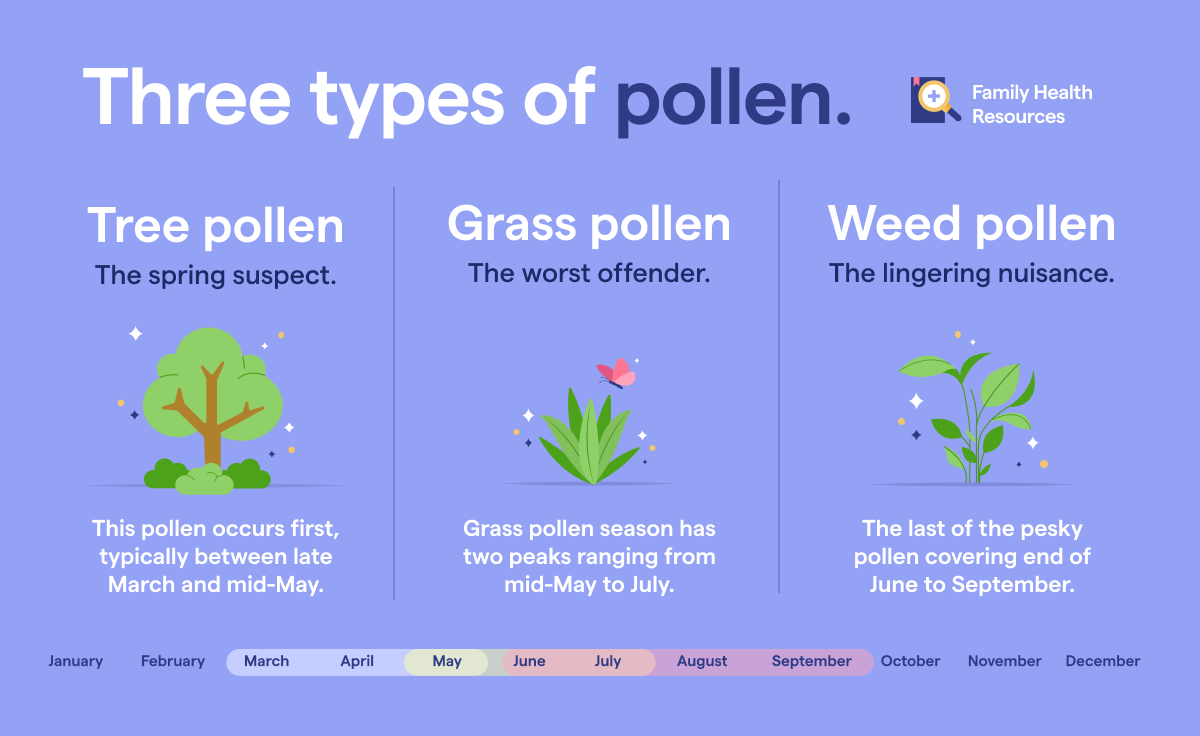 Three types of pollen.
Family Health
Resources
Tree pollen
The spring suspect.
This pollen occurs first,
typically between late
March and mid-May.
Grass pollen
The worst offender.
Grass pollen season has
two peaks ranging from
mid-May to July.
Weed pollen
The lingering nuisance.
The last of the pesky
pollen covering end of
June to September.
January February March April May June July August September October November December